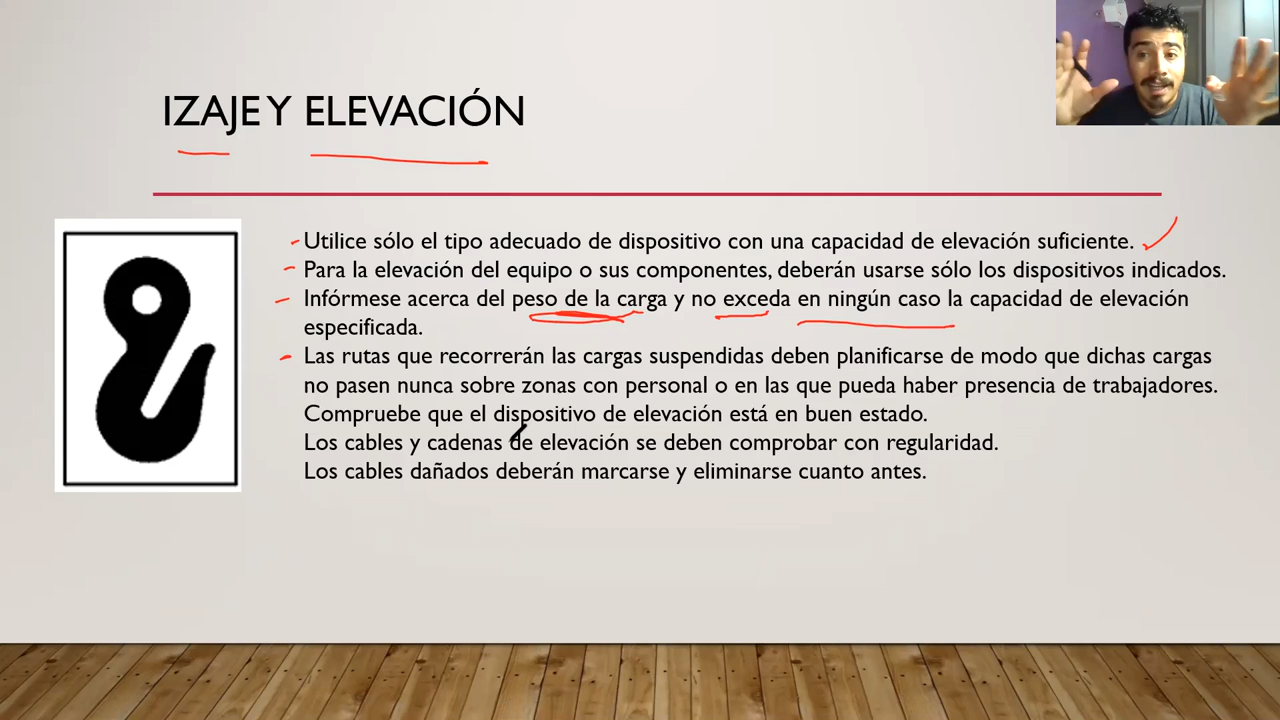 IZAJE Y ELEVACIÓN
Utilice sólo el tipo adecuado de dispositivo con una capacidad de elevación suficiente.
Para la elevación del equipo o sus componentes, deberán usarse sólo los dispositivos indicados.
Infórmese acerca del peso de la carga y no exceda en ningún caso la capacidad de elevación
especificada.
Las rutas que recorrerán las cargas suspendidas deben planificarse de modo que dichas cargas
no pasen nunca sobre zonas con personal o en las que pueda haber presencia de trabajadores.
Compruebe que el dispositivo de elevación está en buen estado.
Los cables y cadenas de elevación se deben comprobar con regularidad.
Los cables dañados deberán marcarse y eliminarse cuanto antes.